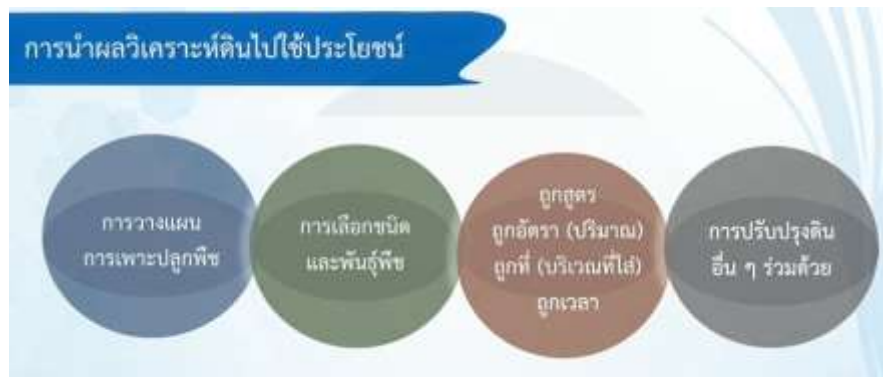 การนำผลวิเคราะห์ดินไปใช้ประโยชน์
การวางแผน
การเพาะปลูกพืช
การเลือกชนิด
และพันธุ์พืช
ถูกสูตร
ถูกอัตรา (ปริมาณ)
ถูกที่ (บริเวณที่ใส่)
ถูกเวลา
การปรับปรุงดิน
อื่น ๆ ร่วมด้วย